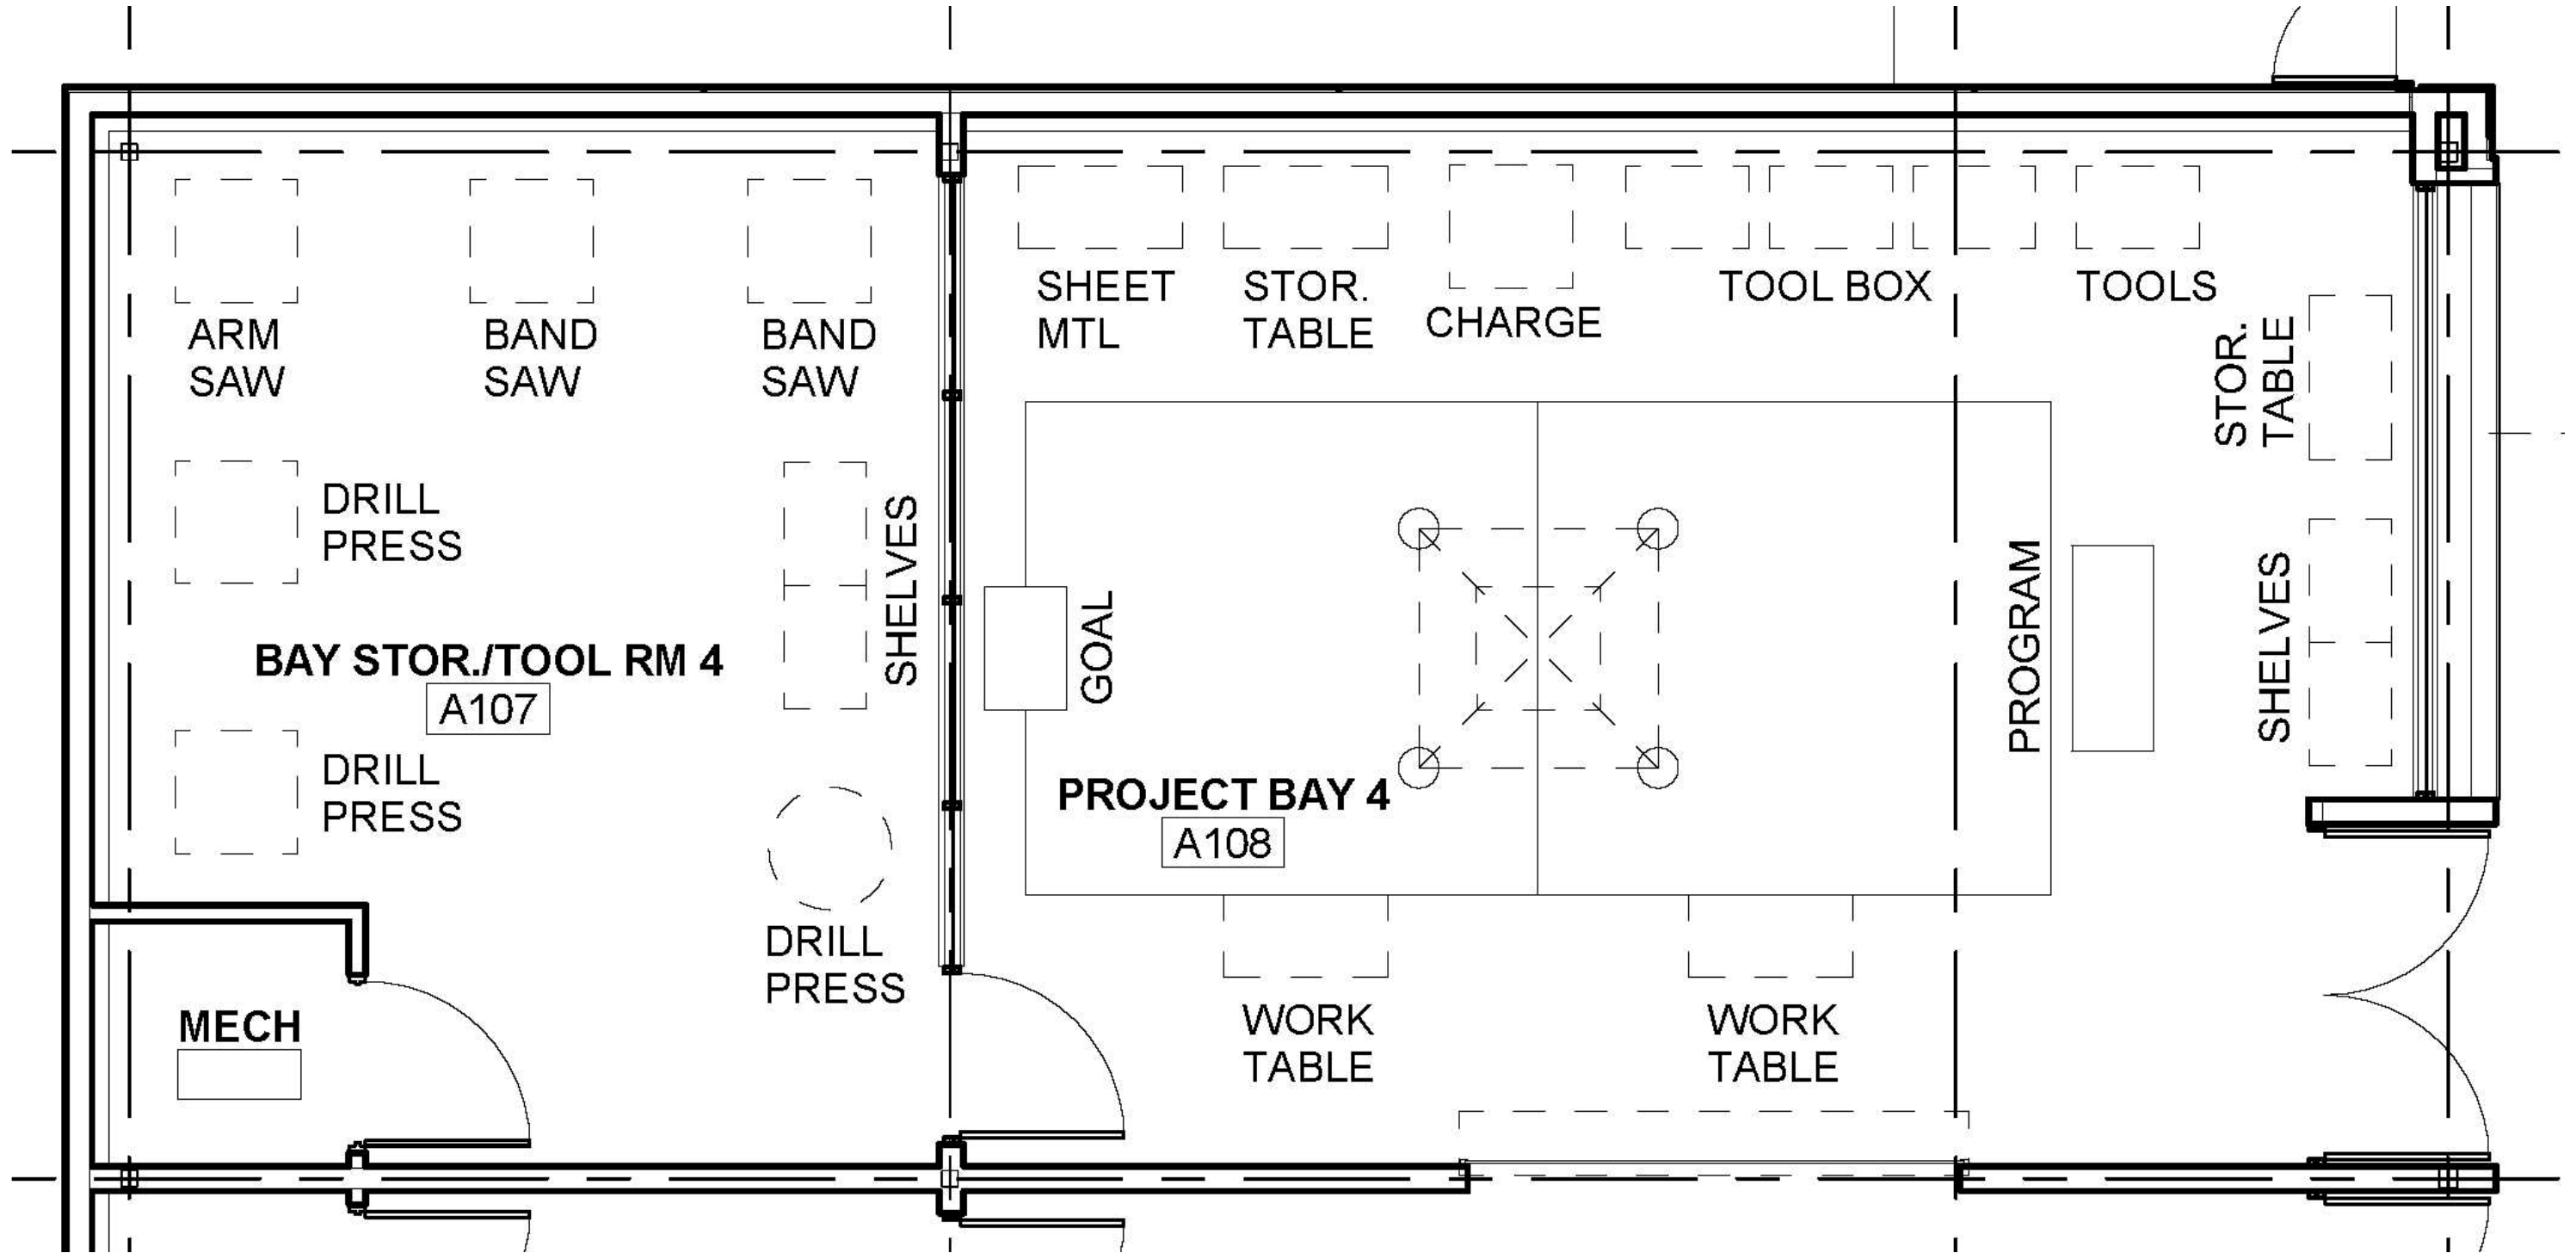 ARM
SAW
BAND
SAW
BAND
SAW
DRILL
PRESS
SHELVES
BAY STOR./TOOL RM 4
A107
DRILL
PRESS
DRILL
PRESS
MECH
SHEET
MTL
STOR.
TABLE
CHARGE
TOOL BOX
TOOLS
STOR.
TABLE
GOAL
PROGRAM
SHELVES
PROJECT BAY 4
A108
WORK
TABLE
WORK
TABLE